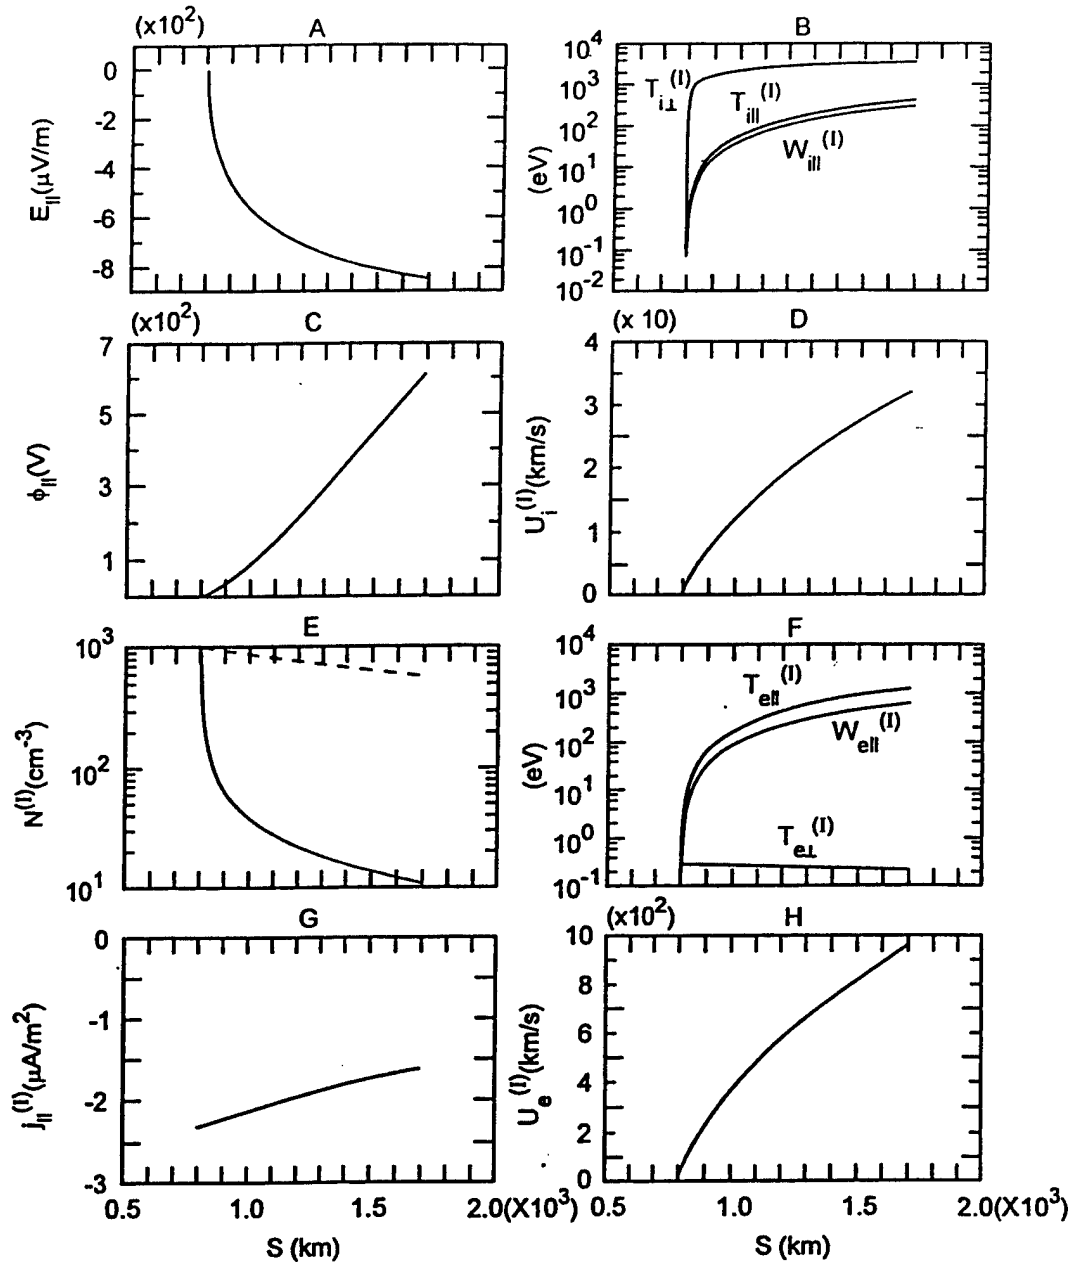 (x10²) A
E||(μV/m)
0
-2
-4
-6
-8
B
(eV)
10⁴
10³
10²
10¹
10⁰
10⁻¹
10⁻²
Ti⊥(I)
Ti||(I)
Wi||(I)
(x10²) C
ϕ||(V)
7
5
3
1
(x 10) D
Ui(I)(km/s)
4
3
2
1
0
E
N(I)(cm⁻³)
10³
10²
10¹
F
(eV)
10⁴
10³
10²
10¹
10⁰
10⁻¹
Te||(I)
We||(I)
Te⊥(I)
G
j||(I)(μA/m²)
0
-1
-2
-3
0.5 1.0 1.5 2.0(X10³)
S (km)
(x10²) H
Ue(I)(km/s)
10
8
6
4
2
0
0.5 1.0 1.5 2.0(X10³)
S (km)